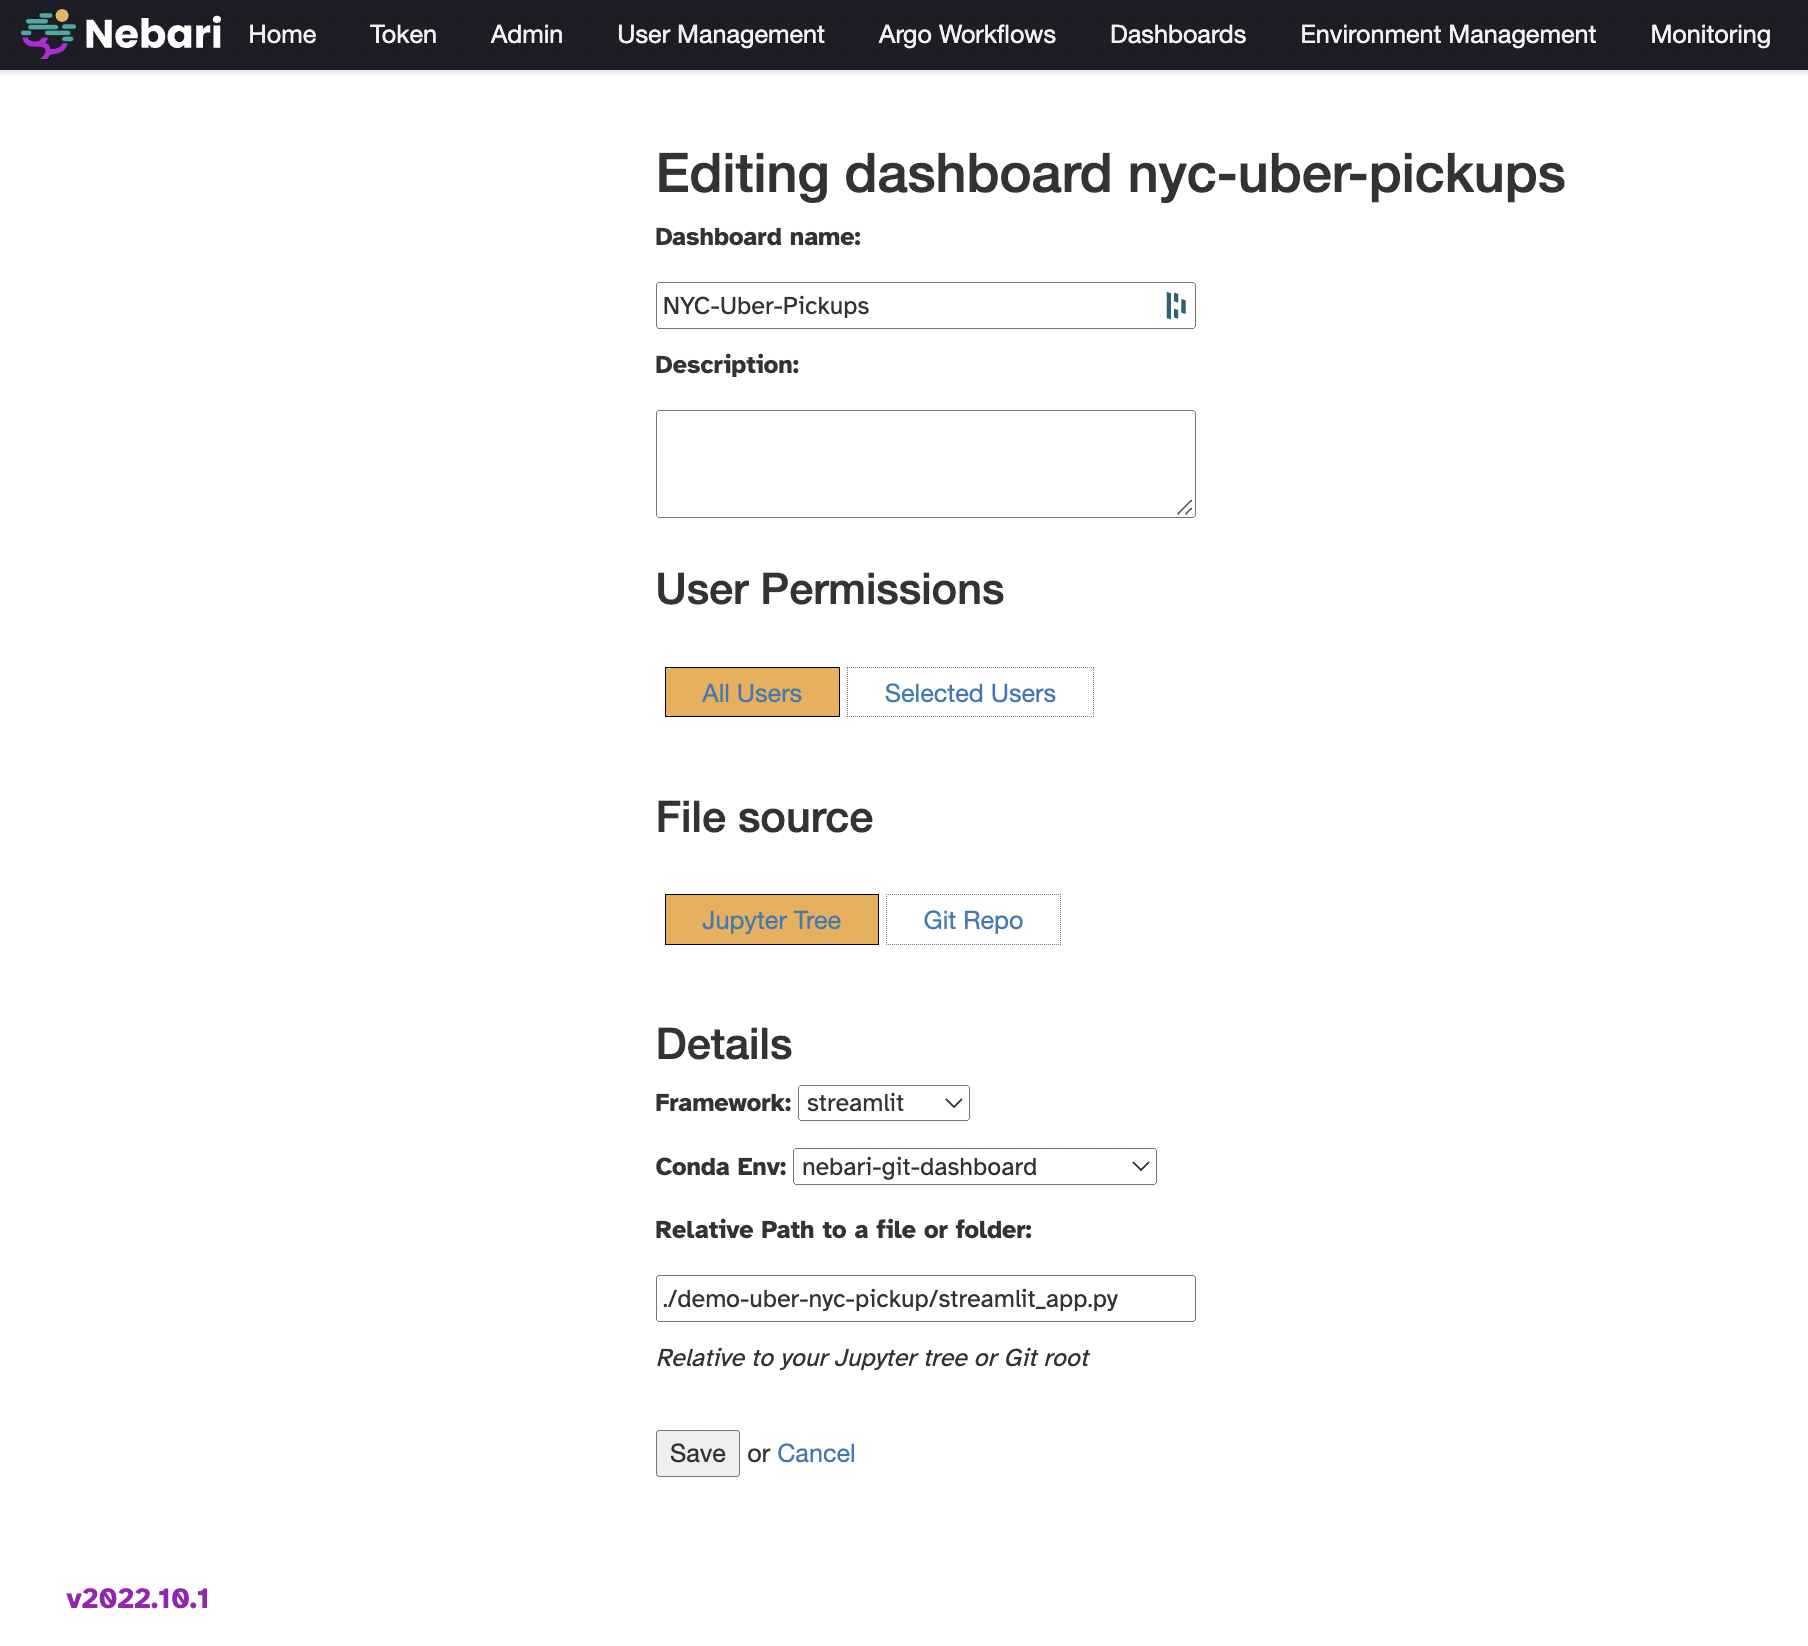 Nebari Home Token Admin User Management Argo Workflows Dashboards Environment Management Monitoring
Editing dashboard nyc-uber-pickups
Dashboard name:
NYC-Uber-Pickups
Description:
User Permissions
All Users Selected Users
File source
Jupyter Tree Git Repo
Details
Framework: streamlit
Conda Env: nebari-git-dashboard
Relative Path to a file or folder:
./demo-uber-nyc-pickup/streamlit_app.py
Relative to your Jupyter tree or Git root
Save or Cancel
v2022.10.1